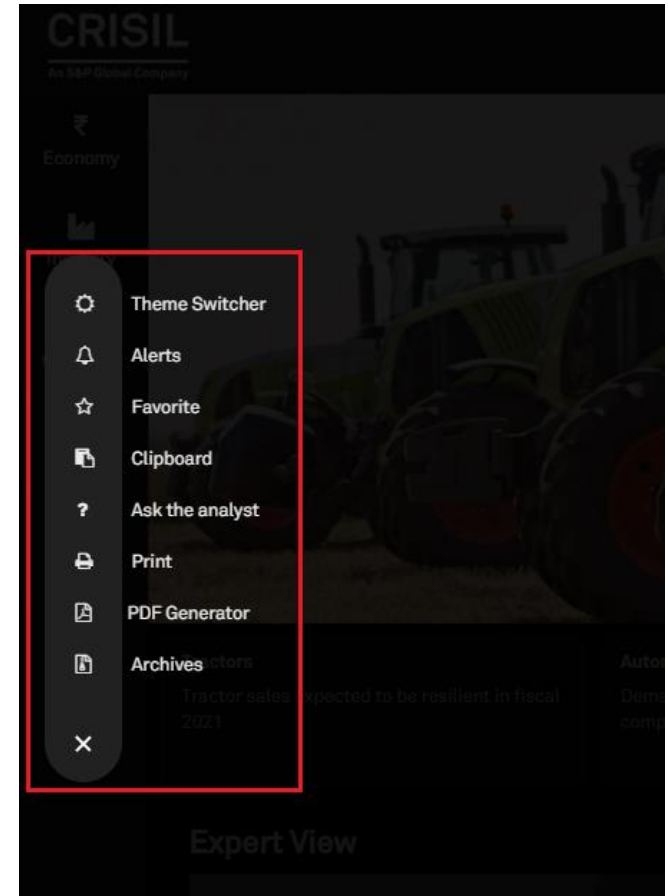 CRISIL
An S&P Global Company
₹
Economy
Theme Switcher
Alerts
Favorite
Clipboard
? Ask the analyst
Print
PDF Generator
Archives
Tractor sales expected to be resilient in fiscal
2021
Expert View